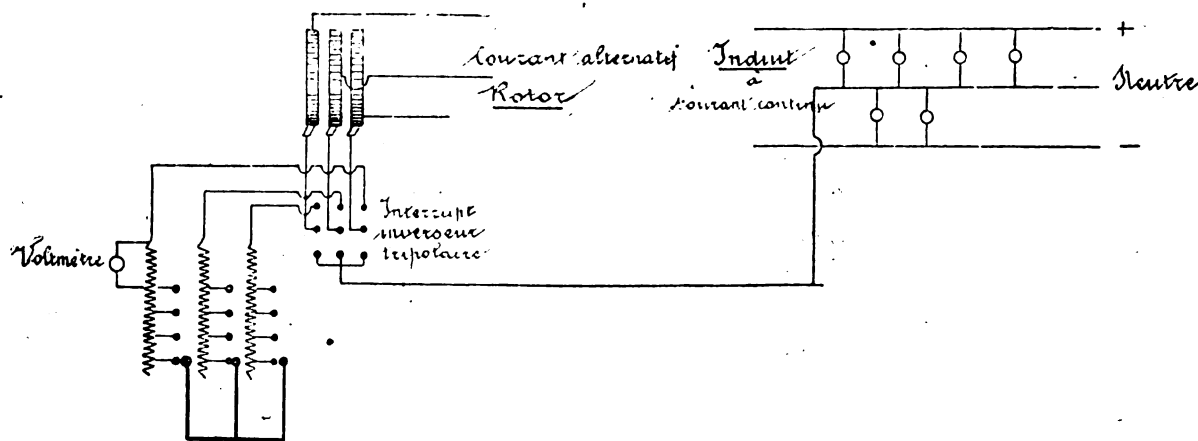 Courant alternatif
Rotor
Induit
à
courant continu
+
Neutre
−
Interrupt
inverseur
tripolaire
Voltmètre